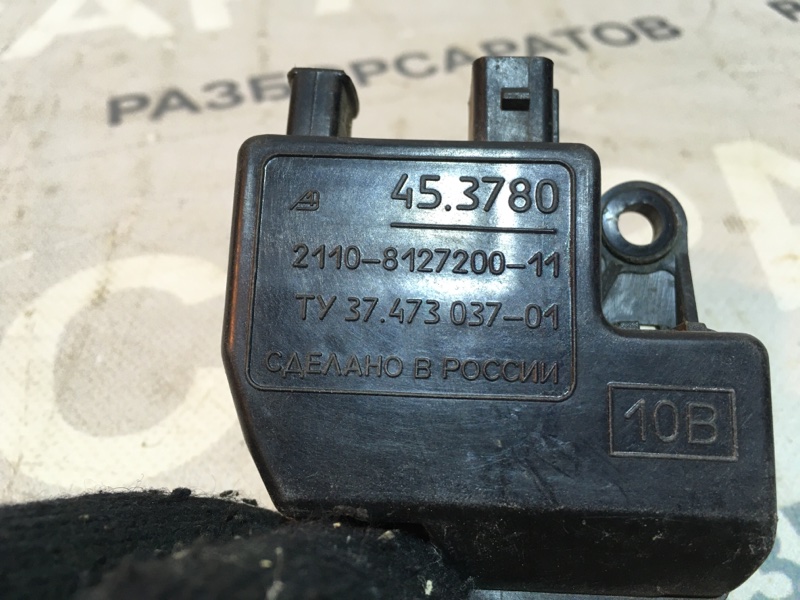 РАЗБОРСАРАТОВ
45.3780
2110-8127200-11
ТУ 37.473 037-01
СДЕЛАНО В РОССИИ
10В